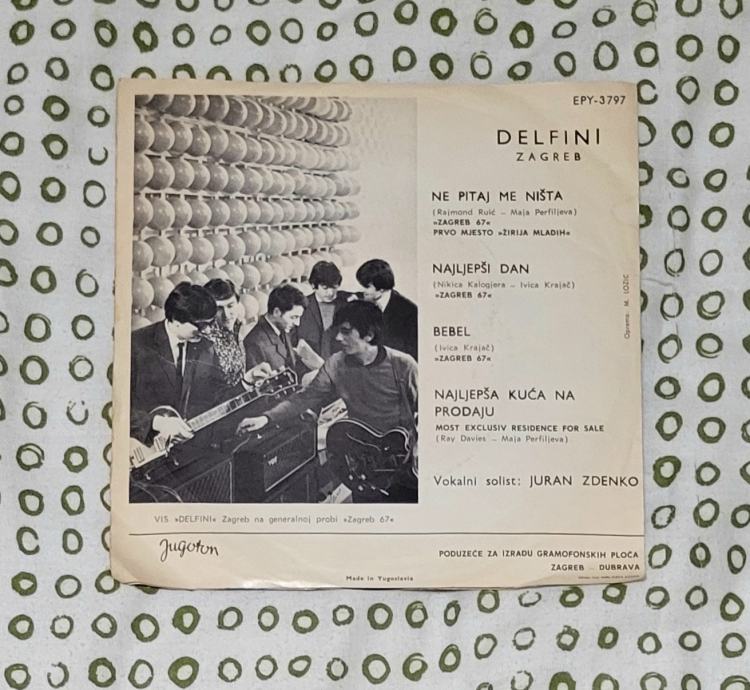 EPY-3797
DELFINI
ZAGREB
NE PITAJ ME NIŠTA
(Rajmond Ruić – Maja Perfiljeva)
»ZAGREB 67«
PRVO MJESTO »ŽIRIJA MLADIH«
NAJLJEPŠI DAN
(Nikica Kalogjera – Ivica Krajač)
»ZAGREB 67«
BEBEL
(Ivica Krajač)
»ZAGREB 67«
NAJLJEPŠA KUĆA NA
PRODAJU
MOST EXCLUSIV RESIDENCE FOR SALE
(Ray Davies – Maja Perfiljeva)
Vokalni solist: JURAN ZDENKO
Oprema: M. LOZIĆ
VIS »DELFINI« Zagreb na generalnoj probi »Zagreb 67«
Jugoton
PODUZEĆE ZA IZRADU GRAMOFONSKIH PLOČA
ZAGREB – DUBRAVA
Made in Yugoslavia